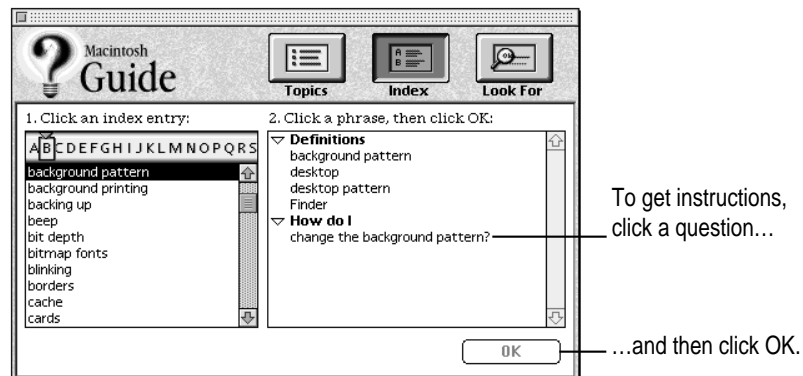 Macintosh
Guide
Topics
Index
Look For
1. Click an index entry:
A B C D E F G H I J K L M N O P Q R S
background pattern
background printing
backing up
beep
bit depth
bitmap fonts
blinking
borders
cache
cards
2. Click a phrase, then click OK:
Definitions
background pattern
desktop
desktop pattern
Finder
How do I
change the background pattern?
OK
To get instructions,
click a question…
…and then click OK.